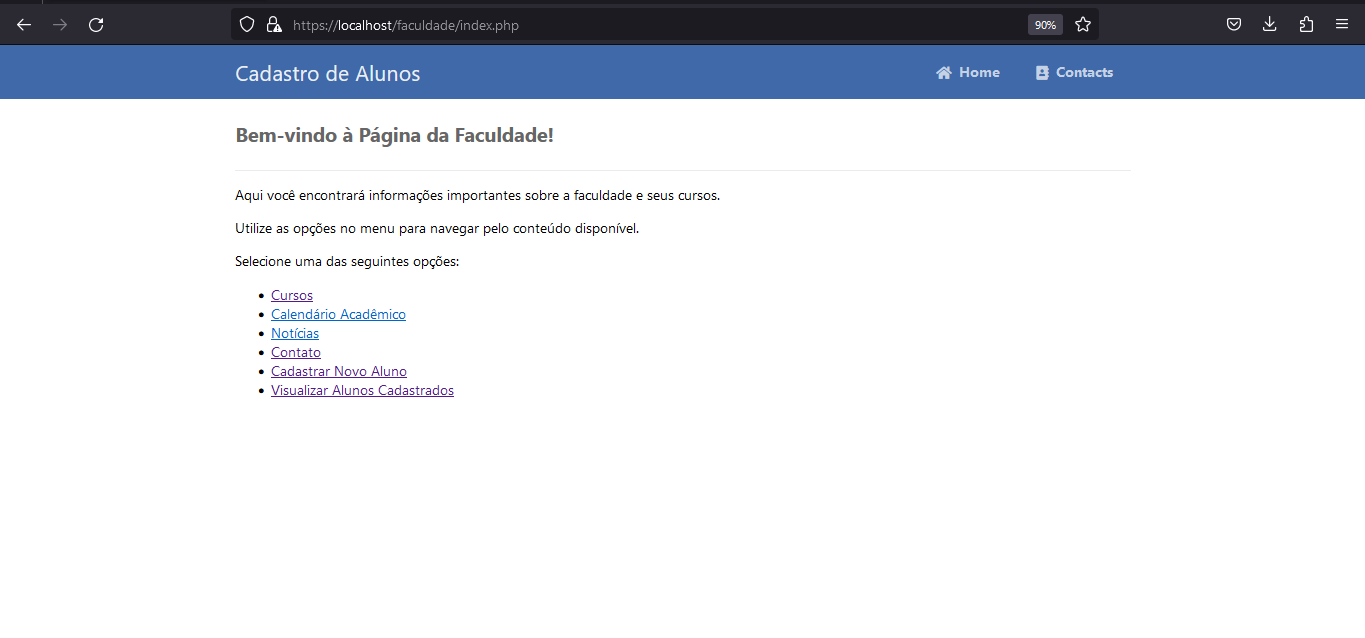 https://localhost/faculdade/index.php
90%
Cadastro de Alunos
Home
Contacts
Bem-vindo à Página da Faculdade!
Aqui você encontrará informações importantes sobre a faculdade e seus cursos.
Utilize as opções no menu para navegar pelo conteúdo disponível.
Selecione uma das seguintes opções:
Cursos
Calendário Acadêmico
Notícias
Contato
Cadastrar Novo Aluno
Visualizar Alunos Cadastrados